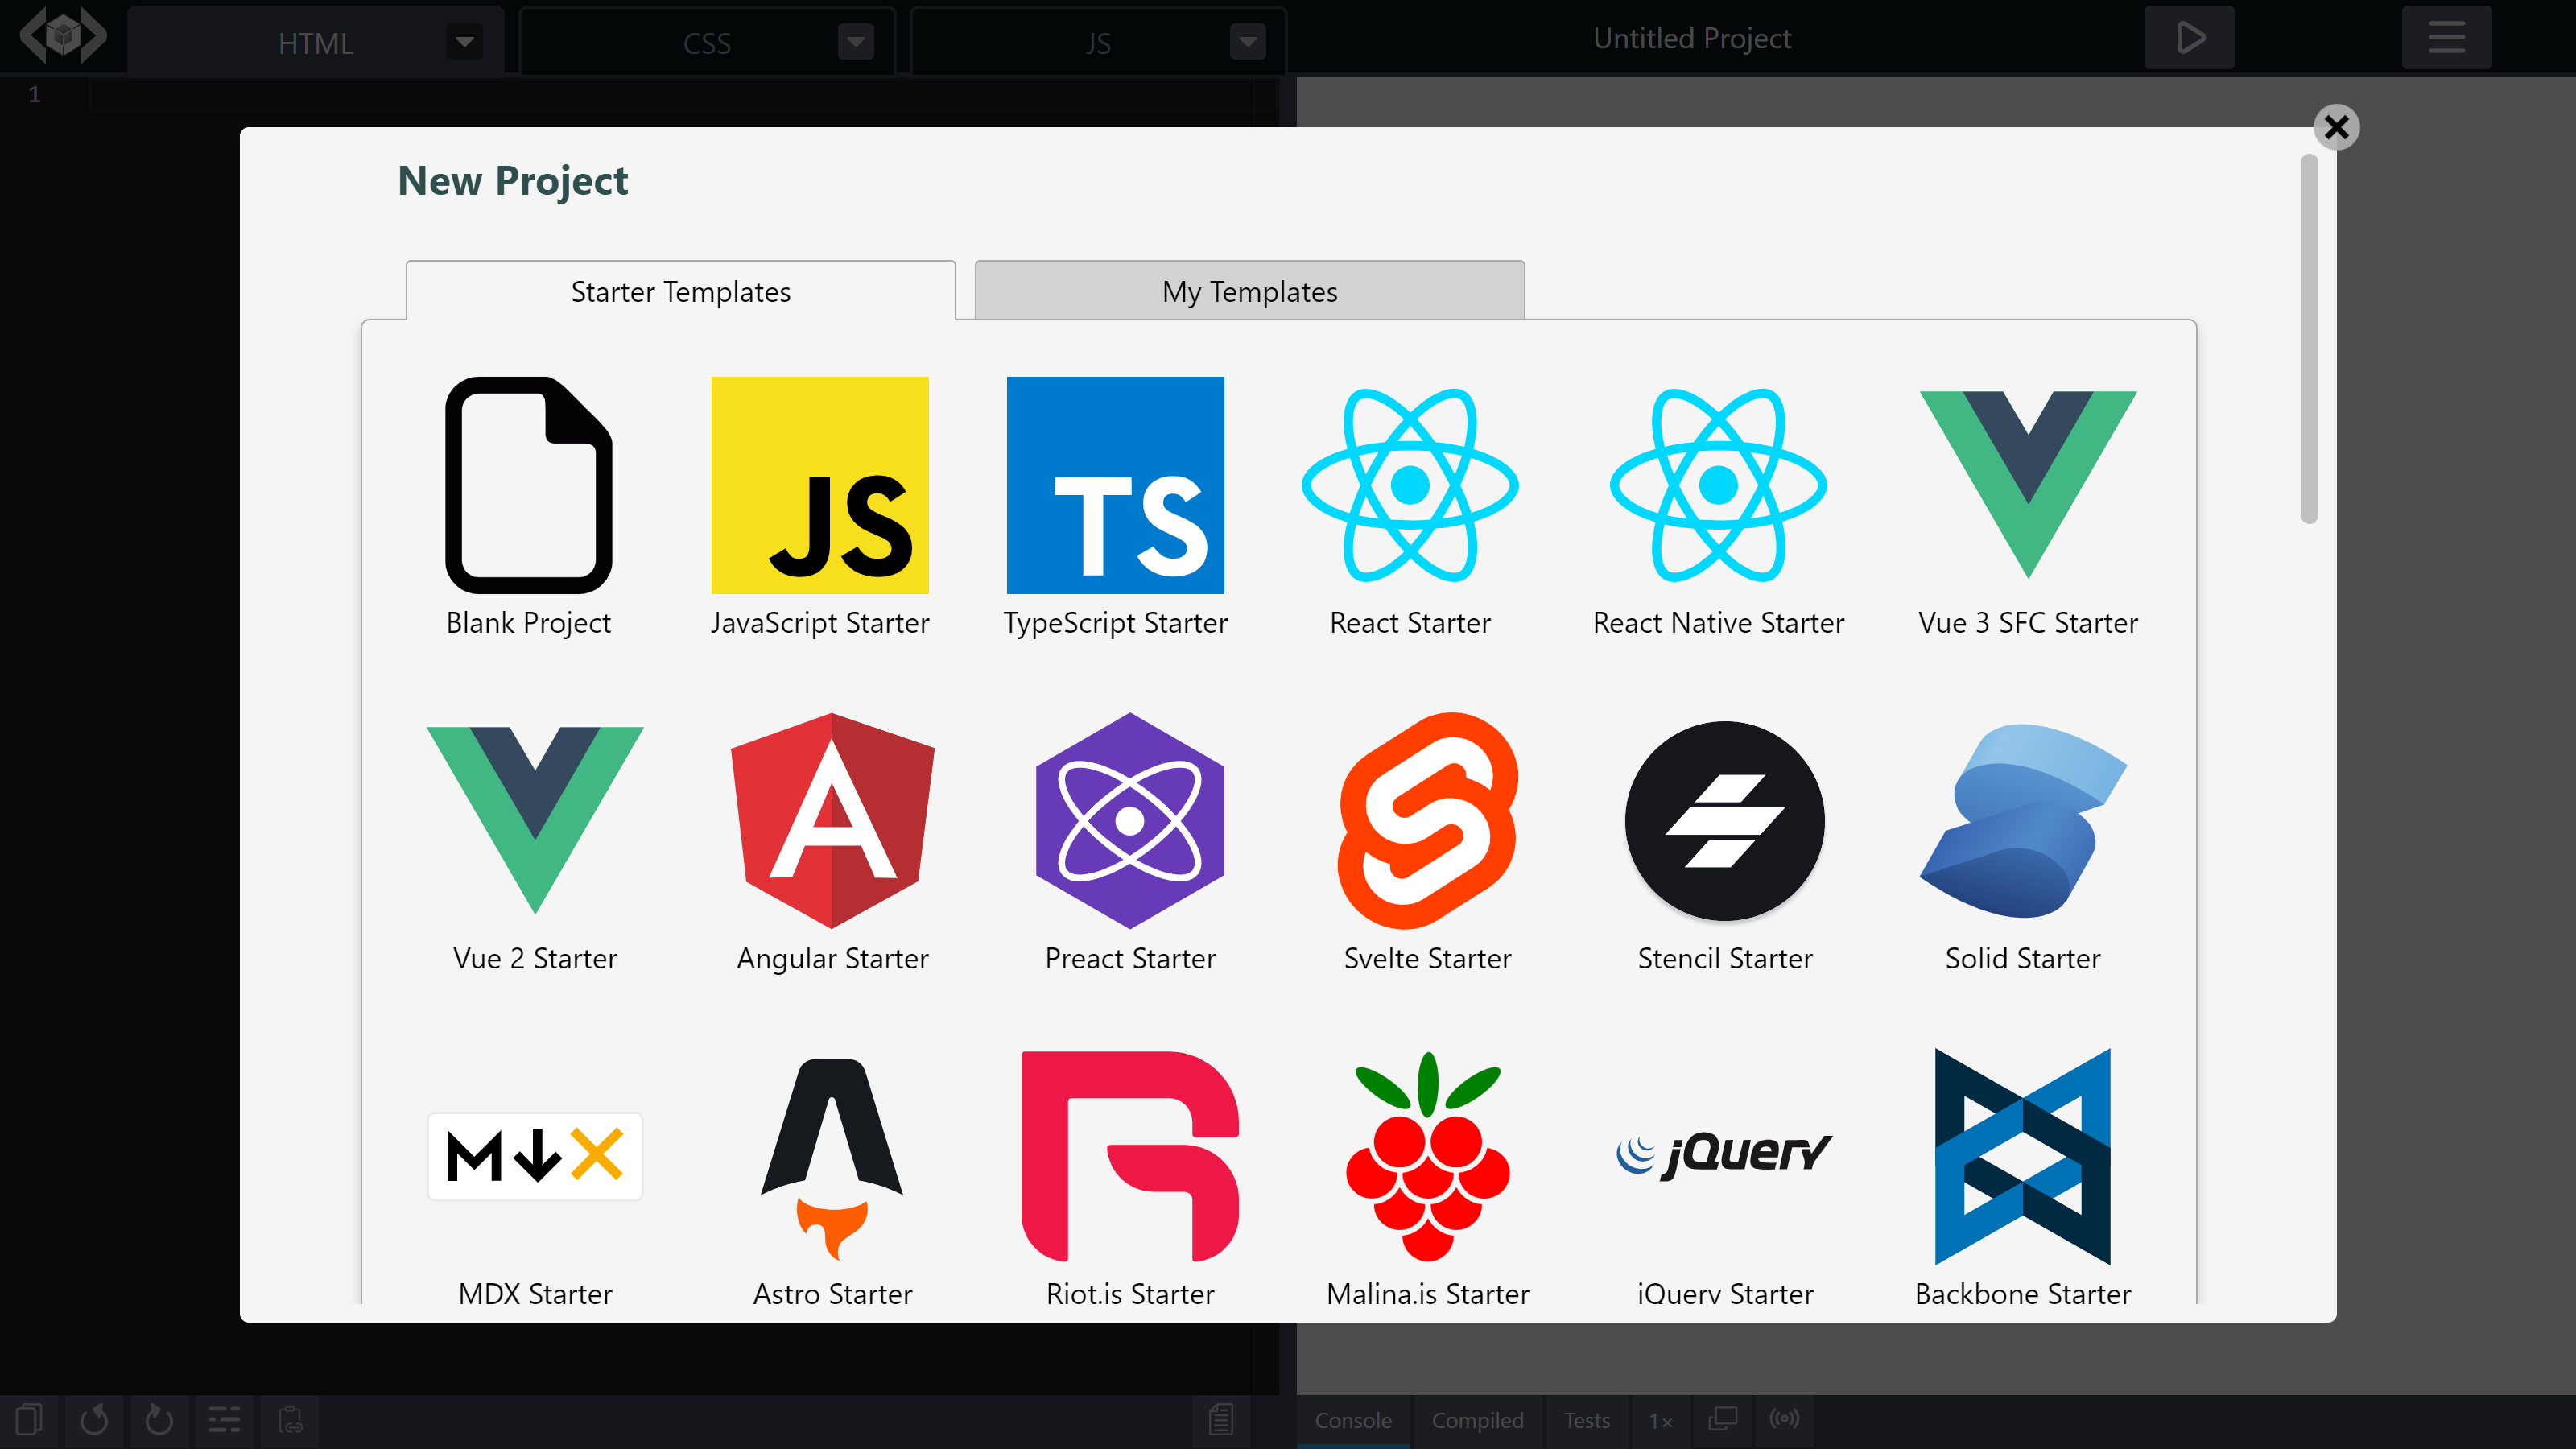 HTML
CSS
JS
Untitled Project
1
New Project
Starter Templates
My Templates
JS
TS
Blank Project
JavaScript Starter
TypeScript Starter
React Starter
React Native Starter
Vue 3 SFC Starter
Vue 2 Starter
Angular Starter
Preact Starter
Svelte Starter
Stencil Starter
Solid Starter
jQuery
MDX Starter
Astro Starter
Riot.js Starter
Malina.js Starter
jQuery Starter
Backbone Starter
Console
Compiled
Tests
1×